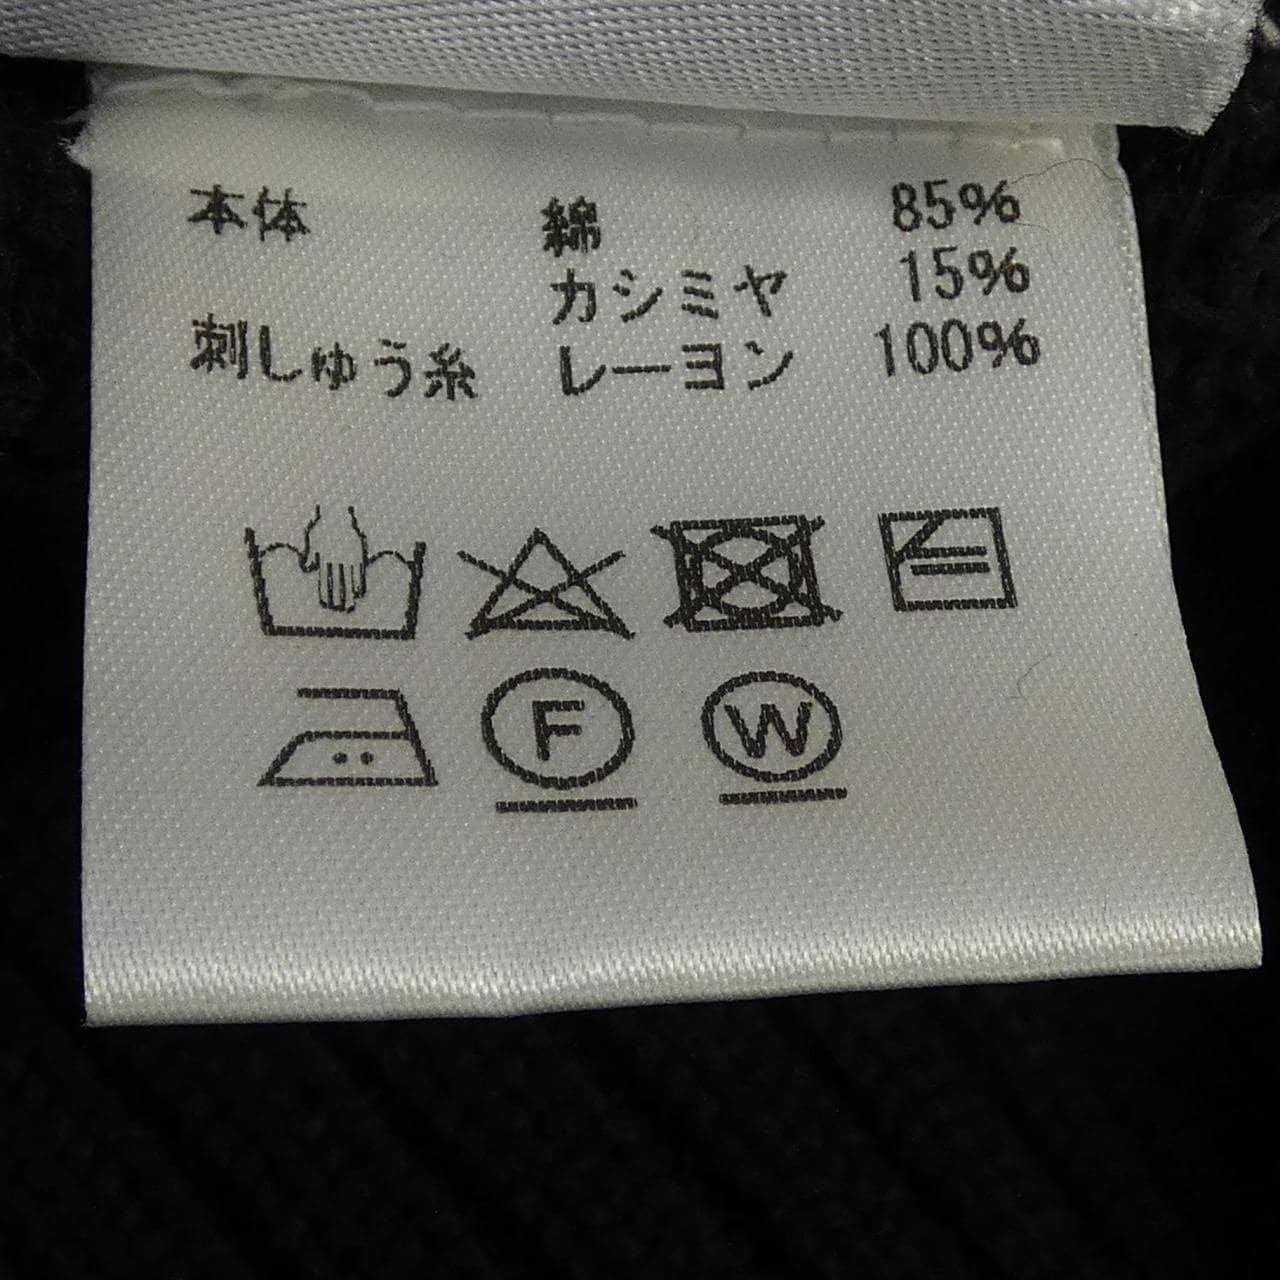 本体 綿 85%
カシミヤ 15%
刺しゅう糸 レーヨン 100%
F W